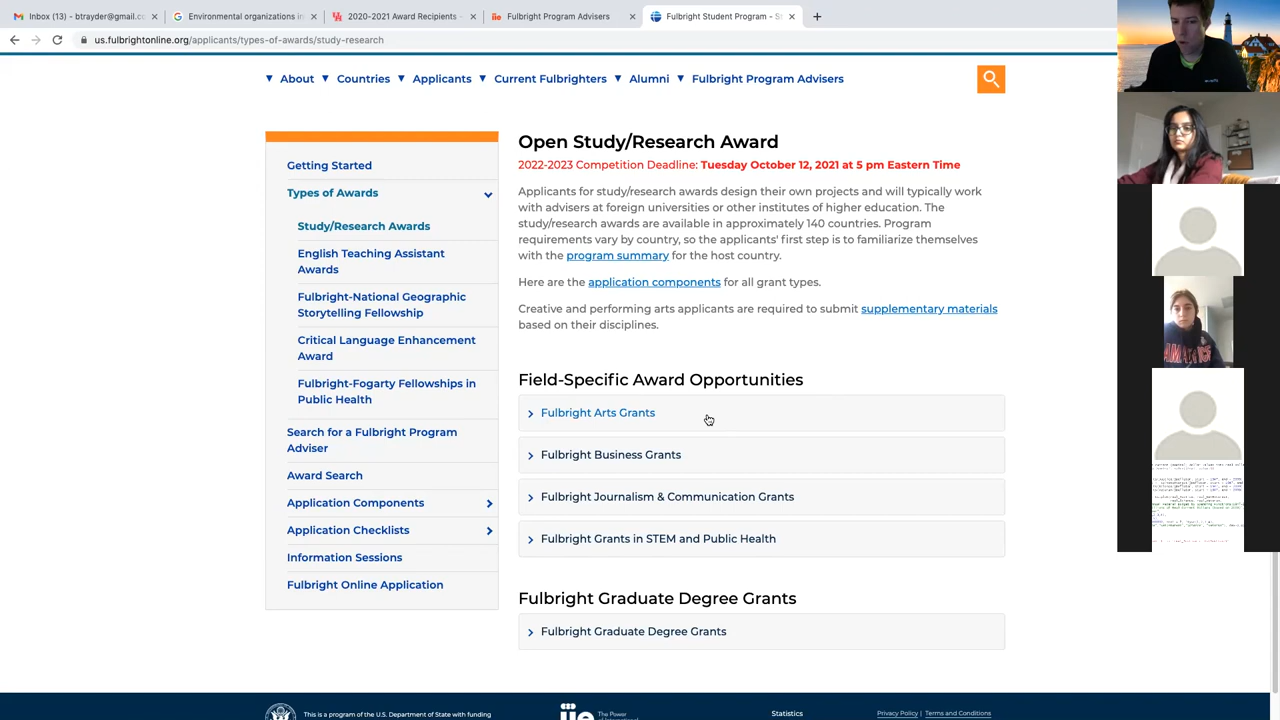 Inbox (13) - btrayder@gmail.c
Environmental organizations in
2020-2021 Award Recipients -
Fulbright Program Advisers
Fulbright Student Program - St
us.fulbrightonline.org/applicants/types-of-awards/study-research
About
Countries
Applicants
Current Fulbrighters
Alumni
Fulbright Program Advisers
Getting Started
Types of Awards
Study/Research Awards
English Teaching Assistant
Awards
Fulbright-National Geographic
Storytelling Fellowship
Critical Language Enhancement
Award
Fulbright-Fogarty Fellowships in
Public Health
Search for a Fulbright Program
Adviser
Award Search
Application Components
Application Checklists
Information Sessions
Fulbright Online Application
Open Study/Research Award
2022-2023 Competition Deadline: Tuesday October 12, 2021 at 5 pm Eastern Time
Applicants for study/research awards design their own projects and will typically work
with advisers at foreign universities or other institutes of higher education. The
study/research awards are available in approximately 140 countries. Program
requirements vary by country, so the applicants' first step is to familiarize themselves
with the program summary for the host country.
Here are the application components for all grant types.
Creative and performing arts applicants are required to submit supplementary materials
based on their disciplines.
Field-Specific Award Opportunities
Fulbright Arts Grants
Fulbright Business Grants
Fulbright Journalism & Communication Grants
Fulbright Grants in STEM and Public Health
Fulbright Graduate Degree Grants
Fulbright Graduate Degree Grants
This is a program of the U.S. Department of State with funding
iie
The Power
Statistics
Privacy Policy | Terms and Conditions